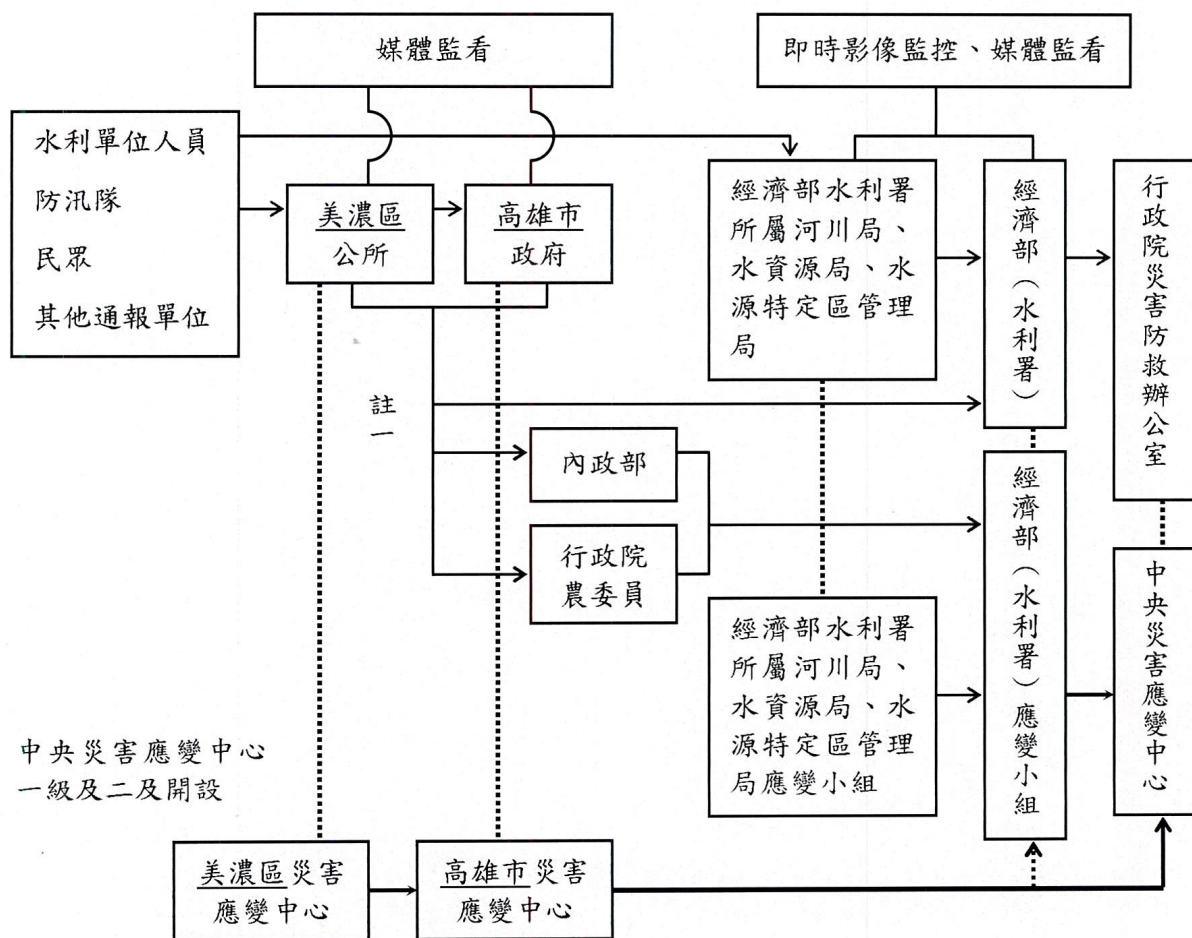 媒體監看
即時影像監控、媒體監看
水利單位人員
防汛隊
民眾
其他通報單位
美濃區
公所
高雄市
政府
經濟部水利署
所屬河川局、
水資源局、水
源特定區管理
局
經濟部（水利署）
行政院災害防救辦公室
註一
內政部
行政院
農委員
經濟部水利署
所屬河川局、
水資源局、水
源特定區管理
局應變小組
經濟部（水利署）應變小組
中央災害應變中心
中央災害應變中心
一級及二及開設
美濃區災害
應變中心
高雄市災害
應變中心